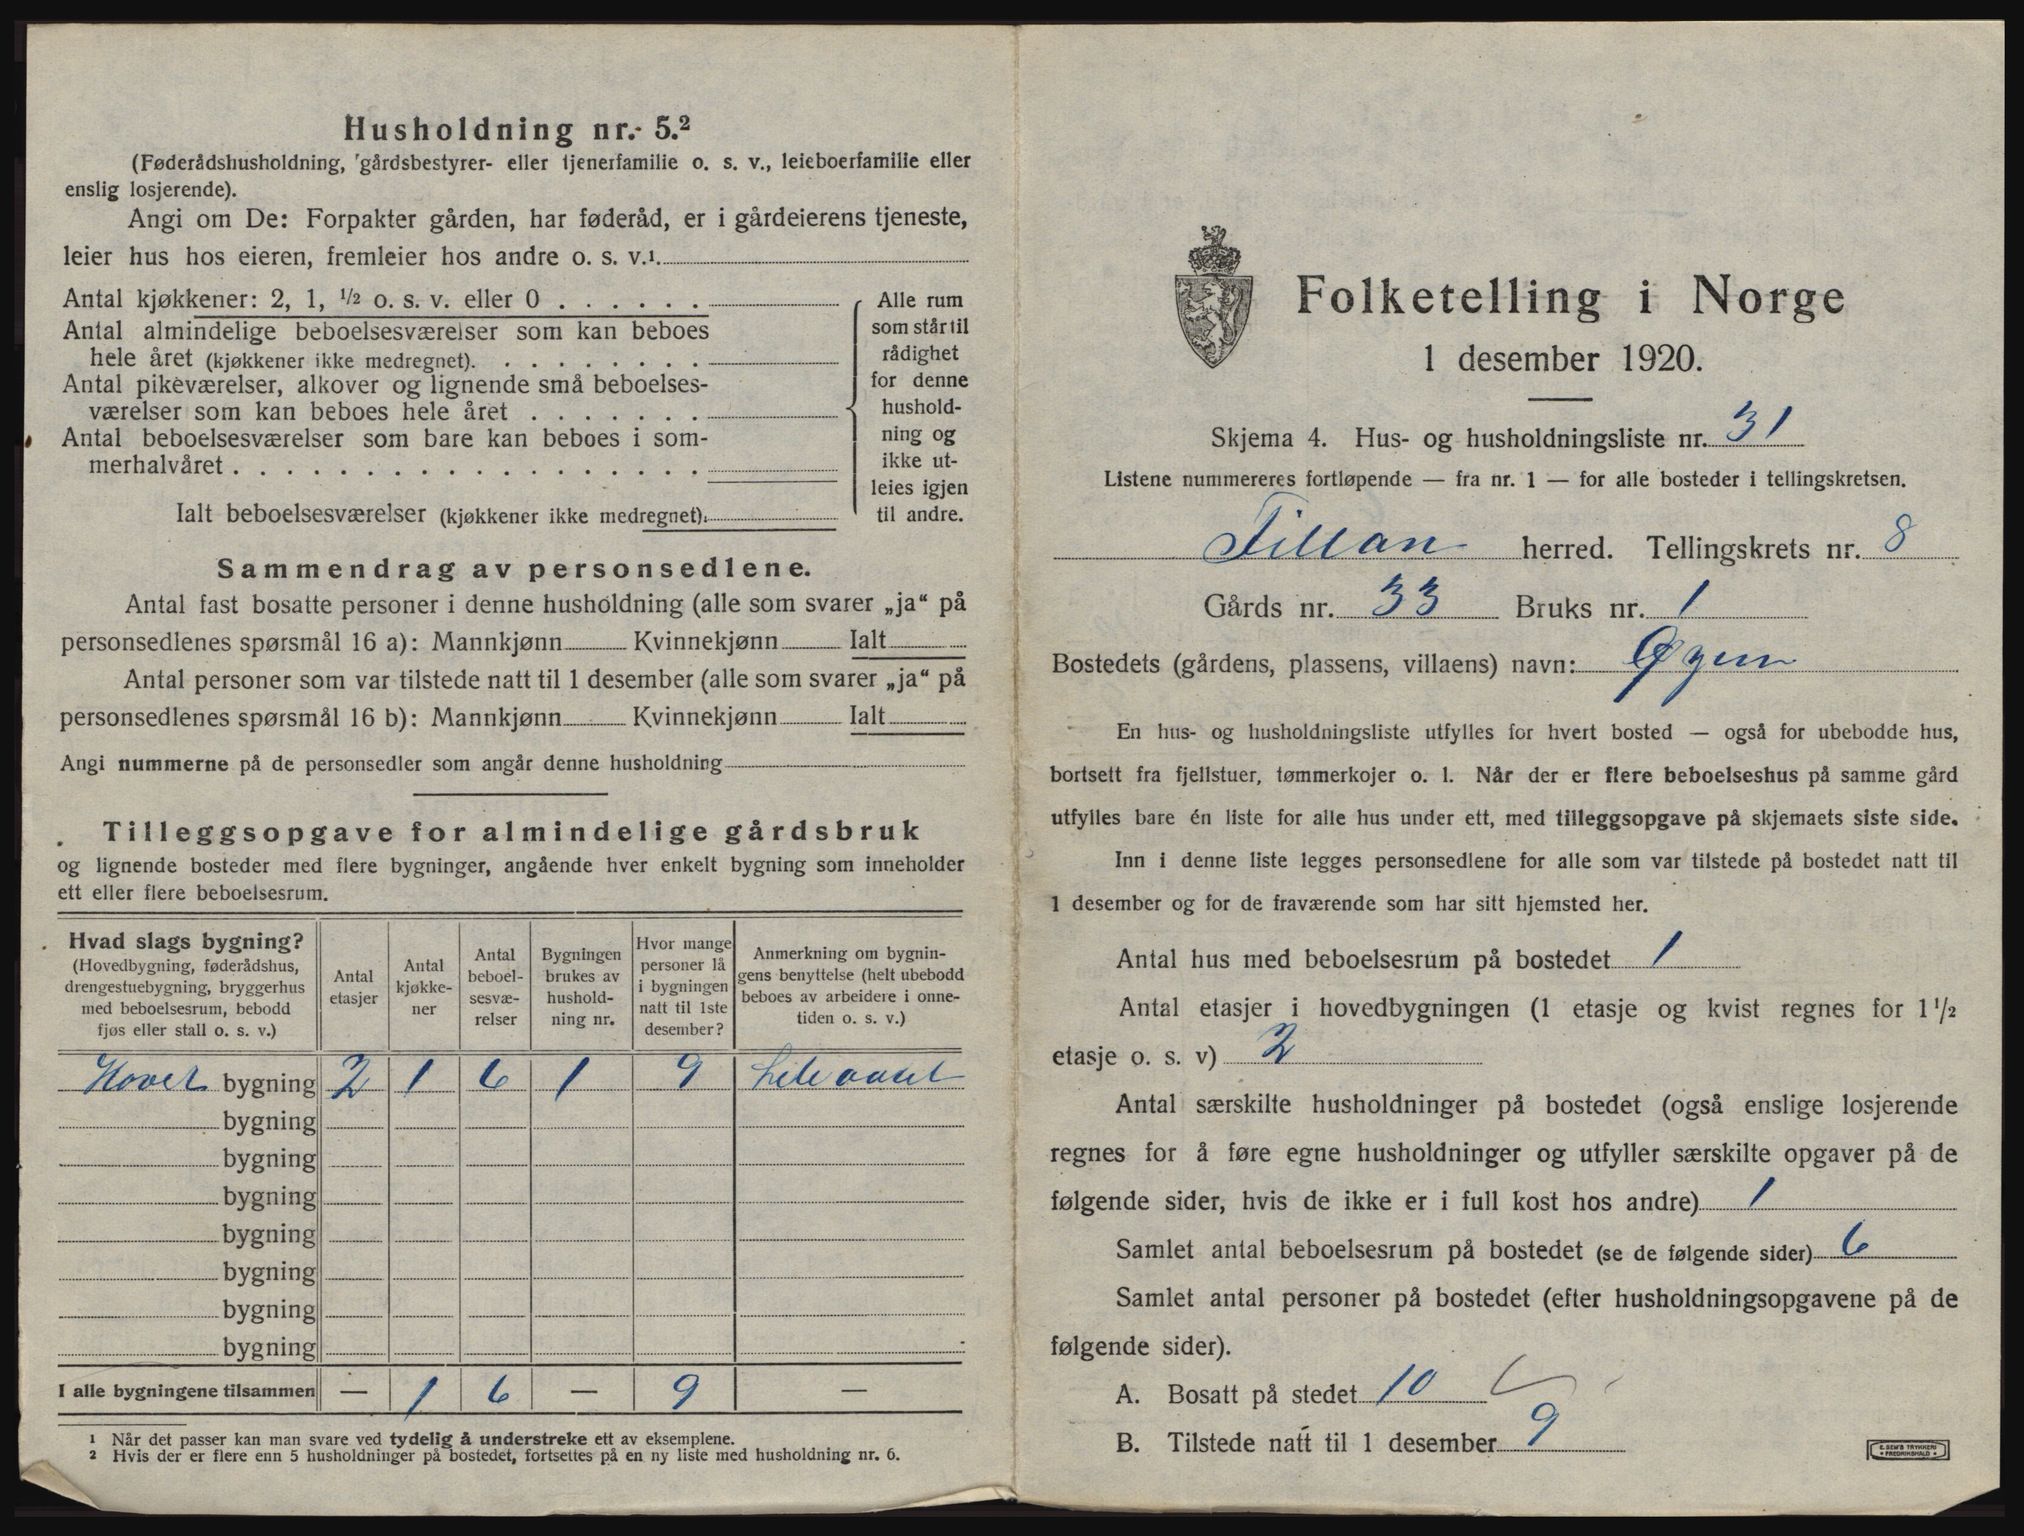 Husholdning nr. 5.²
(Føderådshusholdning, gårdsbestyrer- eller tjenerfamilie o. s. v., leieboerfamilie eller
enslig losjerende).
Angi om De: Forpakter gården, har føderåd, er i gårdeierens tjeneste,
leier hus hos eieren, fremleier hos andre o. s. v.¹.
Antal kjøkkener: 2, 1, ½ o. s. v. eller 0 . . . . . .
Antal almindelige beboelsesværelser som kan beboes
hele året (kjøkkener ikke medregnet). . . . . . . . .
Antal pikeværelser, alkover og lignende små beboelses-
værelser som kan beboes hele året . . . . . . .
Antal beboelsesværelser som bare kan beboes i som-
merhalvåret . . . . . . . . . . . . . . . . .
Ialt beboelsesværelser (kjøkkener ikke medregnet).
Alle rum
som står til
rådighet
for denne
hushold-
ning og
ikke ut-
leies igjen
til andre.
Sammendrag av personsedlene.
Antal fast bosatte personer i denne husholdning (alle som svarer „ja“ på
personsedlenes spørsmål 16 a): Mannkjønn Kvinnekjønn Ialt
Antal personer som var tilstede natt til 1 desember (alle som svarer „ja“ på
personsedlenes spørsmål 16 b): Mannkjønn Kvinnekjønn Ialt
Angi nummerne på de personsedler som angår denne husholdning
Tilleggsopgave for almindelige gårdsbruk
og lignende bosteder med flere bygninger, angående hver enkelt bygning som inneholder
ett eller flere beboelsesrum.
Hvad slags bygning?
(Hovedbygning, føderådshus,
drengestuebygning, bryggerhus
med beboelsesrum, bebodd
fjøs eller stall o. s. v.)
Antal
etasjer
Antal
kjøkke-
ner
Antal
beboel-
sesvæ-
relser
Bygningen
brukes av
hushold-
ning nr.
Hvor mange
personer lå
i bygningen
natt til 1ste
desember?
Anmerkning om bygnin-
gens benyttelse (helt ubebodd
beboes av arbeidere i onne-
tiden o. s. v.)
Hoved bygning 2 1 6 1 9
bygning
bygning
bygning
bygning
bygning
bygning
bygning
I alle bygningene tilsammen — 1 6 — 9 —
¹ Når det passer kan man svare ved tydelig å understreke ett av eksemplene.
² Hvis der er flere enn 5 husholdninger på bostedet, fortsettes på en ny liste med husholdning nr. 6.
Folketelling i Norge
1 desember 1920.
Skjema 4. Hus- og husholdningsliste nr. 31
Listene nummereres fortløpende — fra nr. 1 — for alle bosteder i tellingskretsen.
Fillan herred. Tellingskrets nr. 8
Gårds nr. 33 Bruks nr. 1
Bostedets (gårdens, plassens, villaens) navn: Øyen
En hus- og husholdningsliste utfylles for hvert bosted — også for ubebodde hus,
bortsett fra fjellstuer, tømmerkojer o. l. Når der er flere beboelseshus på samme gård
utfylles bare én liste for alle hus under ett, med tilleggsopgave på skjemaets siste side.
Inn i denne liste legges personsedlene for alle som var tilstede på bostedet natt til
1 desember og for de fraværende som har sitt hjemsted her.
Antal hus med beboelsesrum på bostedet 1
Antal etasjer i hovedbygningen (1 etasje og kvist regnes for 1½
etasje o. s. v) 2
Antal særskilte husholdninger på bostedet (også enslige losjerende
regnes for å føre egne husholdninger og utfyller særskilte opgaver på de
følgende sider, hvis de ikke er i full kost hos andre) 1
Samlet antal beboelsesrum på bostedet (se de følgende sider) 6
Samlet antal personer på bostedet (efter husholdningsopgavene på de
følgende sider).
A. Bosatt på stedet 10
B. Tilstede natt til 1 desember 9
E. SEM'S TRYKKERI
FREDRIKSHALD